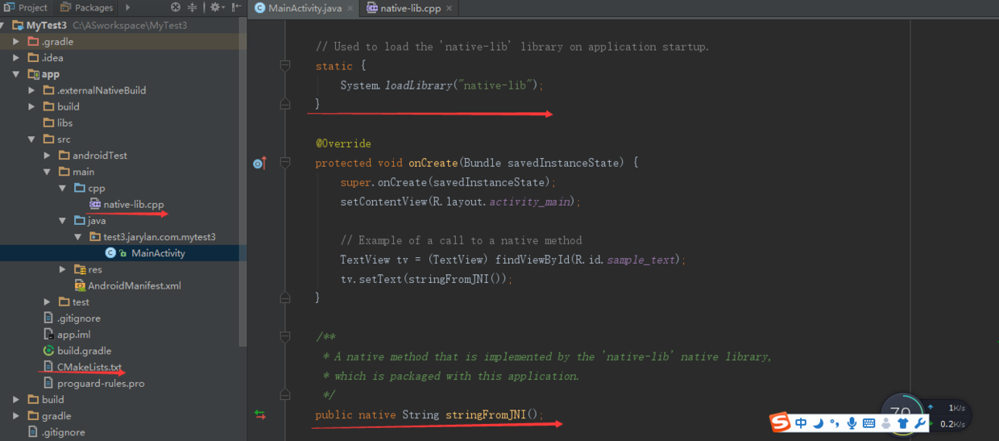 Project Packages
MyTest3 C:\ASworkspace\MyTest3
.gradle
.idea
app
.externalNativeBuild
build
libs
src
androidTest
main
cpp
native-lib.cpp
java
test3.jarylan.com.mytest3
MainActivity
res
AndroidManifest.xml
test
.gitignore
app.iml
build.gradle
CMakeLists.txt
proguard-rules.pro
build
gradle
.gitignore
MainActivity.java native-lib.cpp
// Used to load the 'native-lib' library on application startup.
static {
System.loadLibrary("native-lib");
}
@Override
protected void onCreate(Bundle savedInstanceState) {
super.onCreate(savedInstanceState);
setContentView(R.layout.activity_main);
// Example of a call to a native method
TextView tv = (TextView) findViewById(R.id.sample_text);
tv.setText(stringFromJNI());
}
/**
* A native method that is implemented by the 'native-lib' native library,
* which is packaged with this application.
*/
public native String stringFromJNI();
1K/s
中 0.2K/s